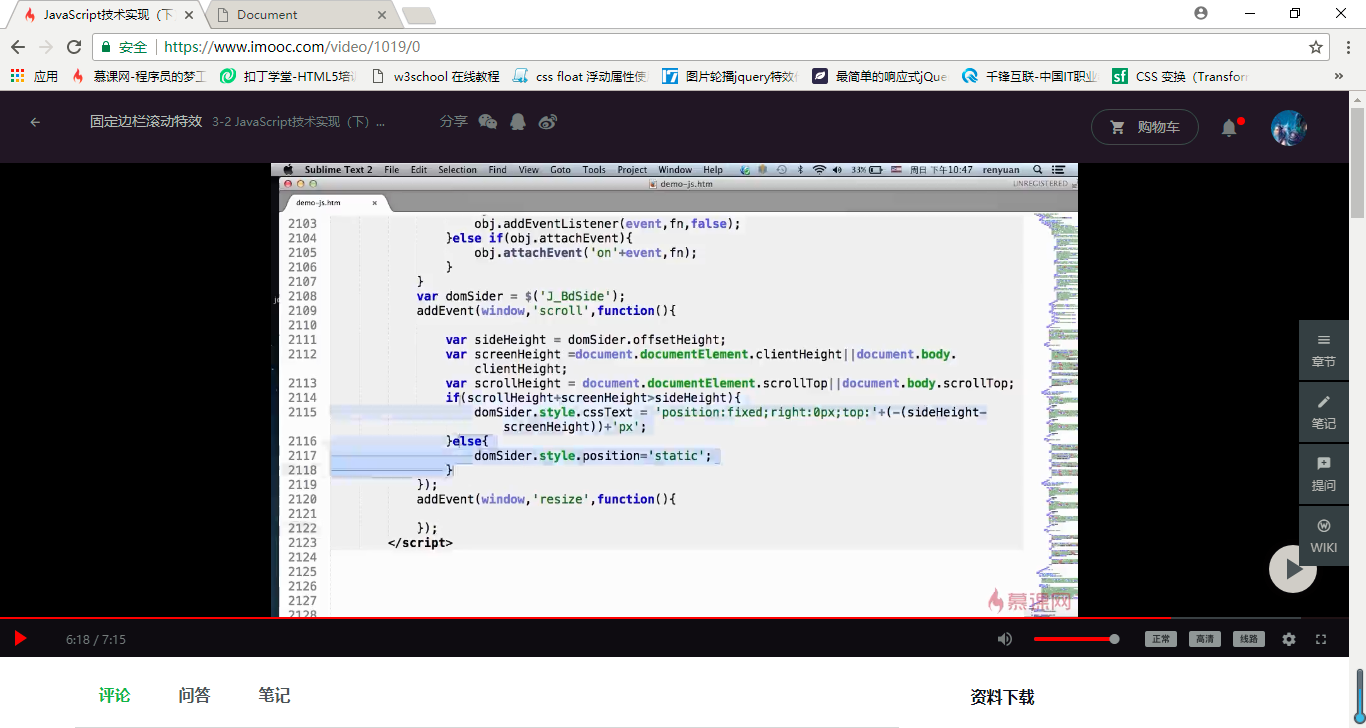 JavaScript技术实现（下
Document
安全
https://www.imooc.com/video/1019/0
应用
慕课网-程序员的梦工
扣丁学堂-HTML5培
w3school 在线教程
css float 浮动属性使
图片轮播jquery特效
最简单的响应式jQue
千锋互联-中国IT职业
CSS 变换（Transfor
固定边栏滚动特效 3-2 JavaScript技术实现（下）...
分享
购物车
Sublime Text 2 File Edit Selection Find View Goto Tools Project Window Help 33% 周日 下午10:47 renyuan
demo-js.htm
UNREGISTERED
demo-js.htm
2103 obj.addEventListener(event,fn,false);
2104 }else if(obj.attachEvent){
2105 obj.attachEvent('on'+event,fn);
2106 }
2107 }
2108 var domSider = $('J_BdSide');
2109 addEvent(window,'scroll',function(){
2110
2111 var sideHeight = domSider.offsetHeight;
2112 var screenHeight =document.documentElement.clientHeight||document.body.
clientHeight;
2113 var scrollHeight = document.documentElement.scrollTop||document.body.scrollTop;
2114 if(scrollHeight+screenHeight>sideHeight){
2115 domSider.style.cssText = 'position:fixed;right:0px;top:'+(-(sideHeight-
screenHeight))+'px';
2116 }else{
2117 domSider.style.position='static';
2118 }
2119 });
2120 addEvent(window,'resize',function(){
2121
2122 });
2123 </script>
2124
2125
2126
2127
2128
慕课网
章节
笔记
提问
WIKI
6:18 / 7:15
正常
高清
线路
评论
问答
笔记
资料下载